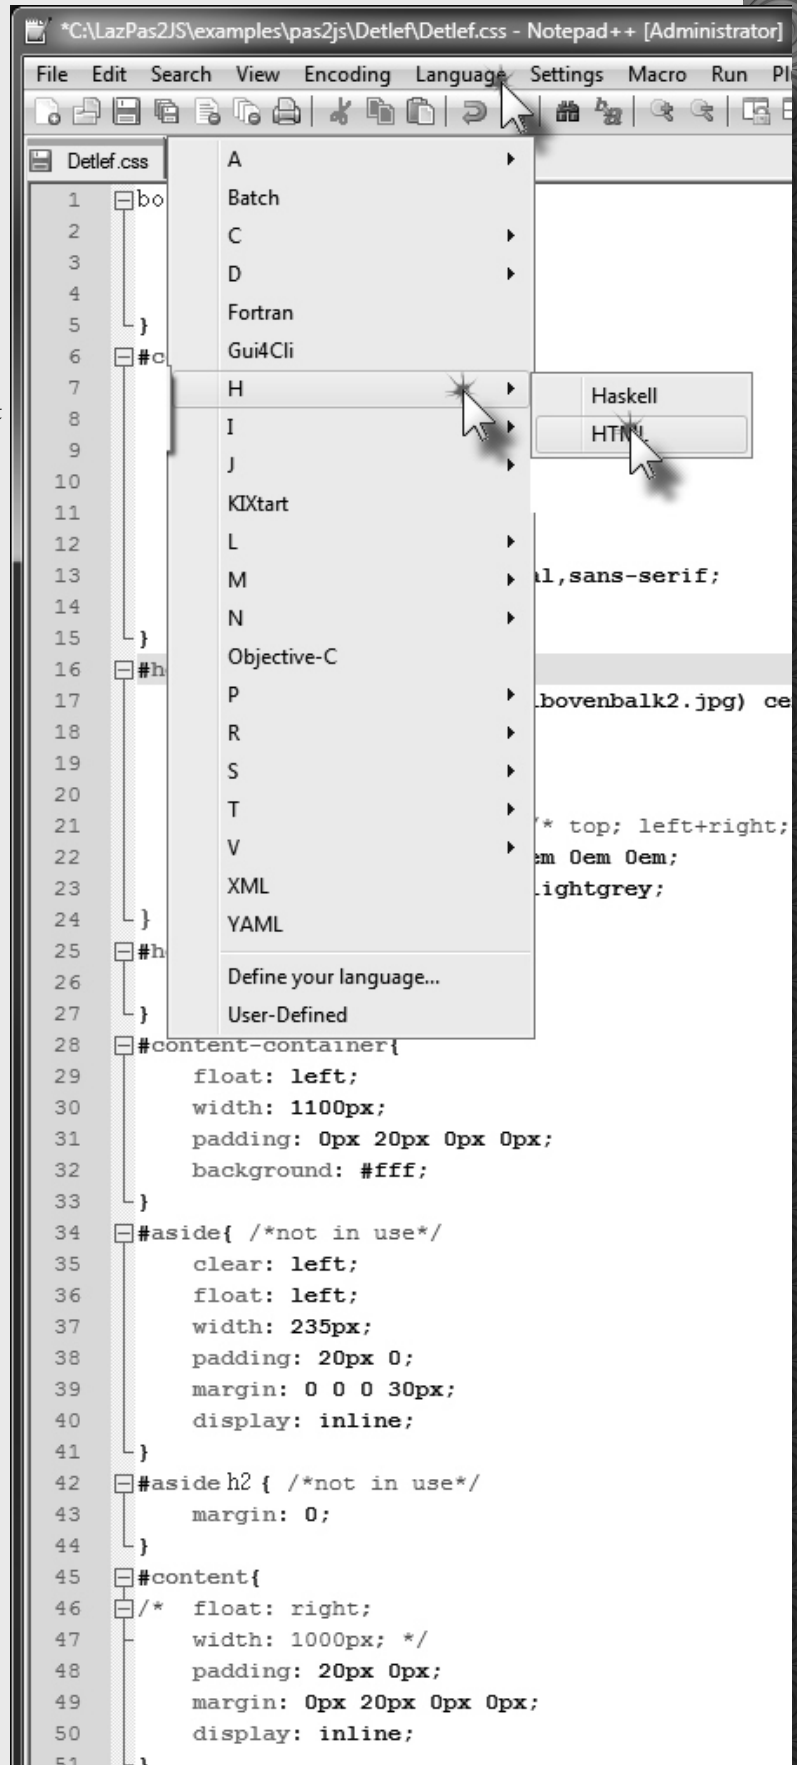 *C:\LazPas2JS\examples\pas2js\Detlef\Detlef.css - Notepad++ [Administrator]
File Edit Search View Encoding Language Settings Macro Run
Detlef.css
A
Batch
C
D
Fortran
Gui4Cli
H
I
J
KIXtart
L
M
N
Objective-C
P
R
S
T
V
XML
YAML
Define your language...
User-Defined
Haskell
HTML
1 bo
2
3
4
5 }
6 #c
7
8
9
10
11
12
13 al,sans-serif;
14
15 }
16 #h
17 bovenbalk2.jpg) ce
18
19
20
21 /* top; left+right;
22 em 0em 0em;
23 lightgrey;
24 }
25 #h
26
27 }
28 #content-container{
29 float: left;
30 width: 1100px;
31 padding: 0px 20px 0px 0px;
32 background: #fff;
33 }
34 #aside{ /*not in use*/
35 clear: left;
36 float: left;
37 width: 235px;
38 padding: 20px 0;
39 margin: 0 0 0 30px;
40 display: inline;
41 }
42 #aside h2 { /*not in use*/
43 margin: 0;
44 }
45 #content{
46 /* float: right;
47 width: 1000px; */
48 padding: 20px 0px;
49 margin: 0px 20px 0px 0px;
50 display: inline;
51 }